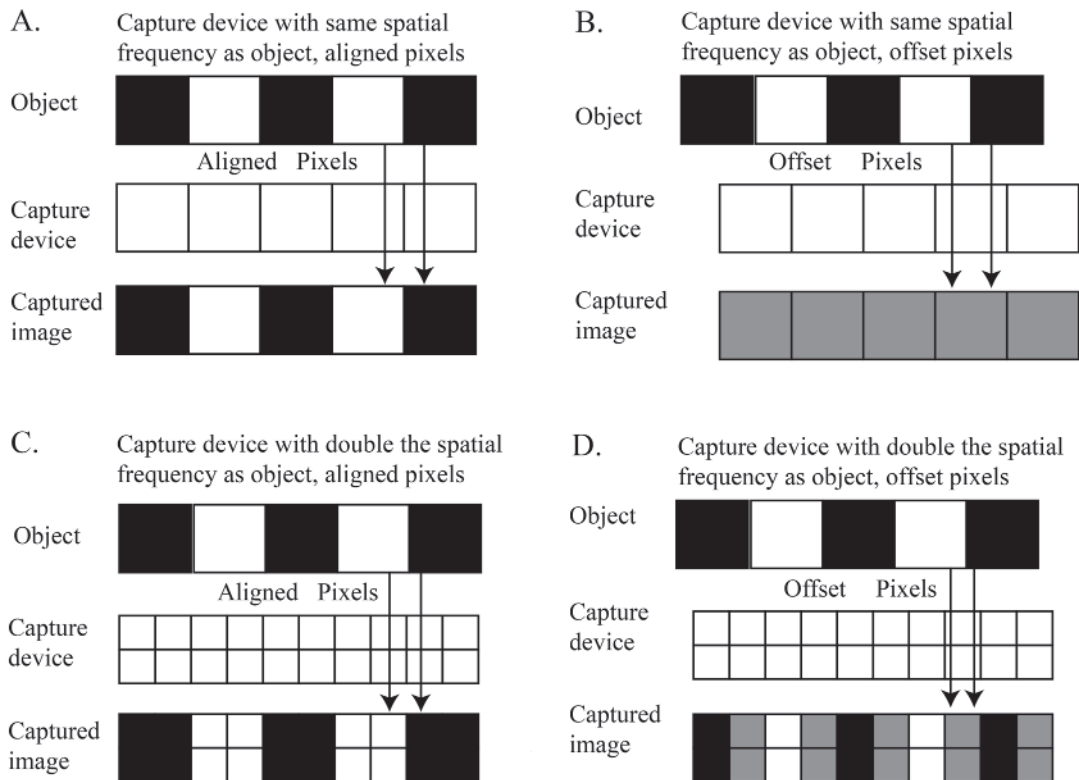 A.
Capture device with same spatial
frequency as object, aligned pixels
Object
Aligned Pixels
Capture
device
Captured
image
B.
Capture device with same spatial
frequency as object, offset pixels
Object
Offset Pixels
Capture
device
Captured
image
C.
Capture device with double the spatial
frequency as object, aligned pixels
Object
Aligned Pixels
Capture
device
Captured
image
D.
Capture device with double the spatial
frequency as object, offset pixels
Object
Offset Pixels
Capture
device
Captured
image